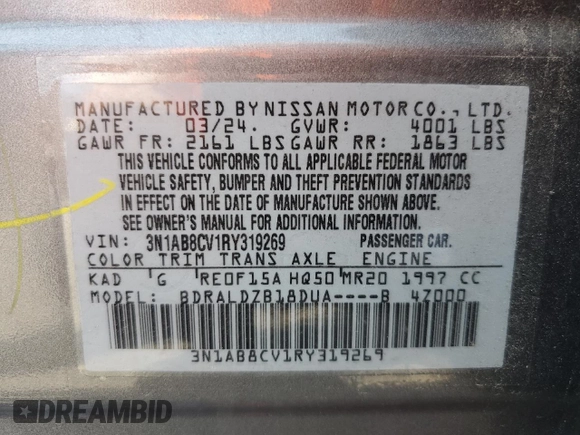 MANUFACTURED BY NISSAN MOTOR CO., LTD.
DATE: 03/24. GVWR: 4001 LBS
GAWR FR: 2161 LBS GAWR RR: 1863 LBS
THIS VEHICLE CONFORMS TO ALL APPLICABLE FEDERAL MOTOR
VEHICLE SAFETY, BUMPER AND THEFT PREVENTION STANDARDS
IN EFFECT ON THE DATE OF MANUFACTURE SHOWN ABOVE.
SEE OWNER'S MANUAL FOR ADDITIONAL INFORMATION.
VIN: 3N1AB8CV1RY319269 PASSENGER CAR.
COLOR TRIM TRANS AXLE ENGINE
KAD G RE0F15A HQ50 MR20 1997 CC
MODEL: BDRALDZB18DUA----B 4Z000
3N1AB8CV1RY319269
DREAMBID